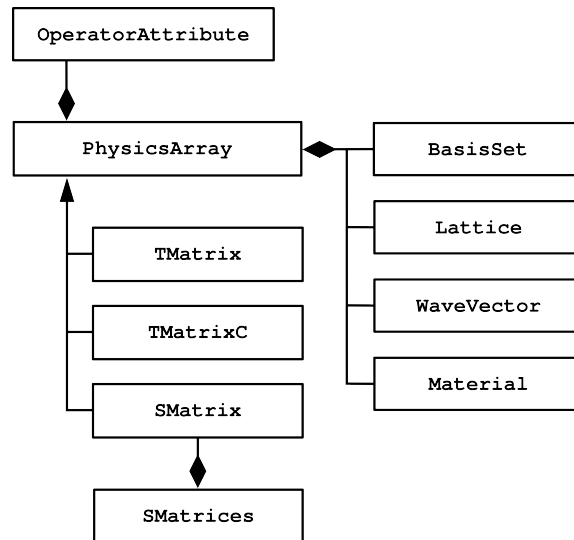 OperatorAttribute
PhysicsArray
BasisSet
Lattice
TMatrix
WaveVector
TMatrixC
Material
SMatrix
SMatrices